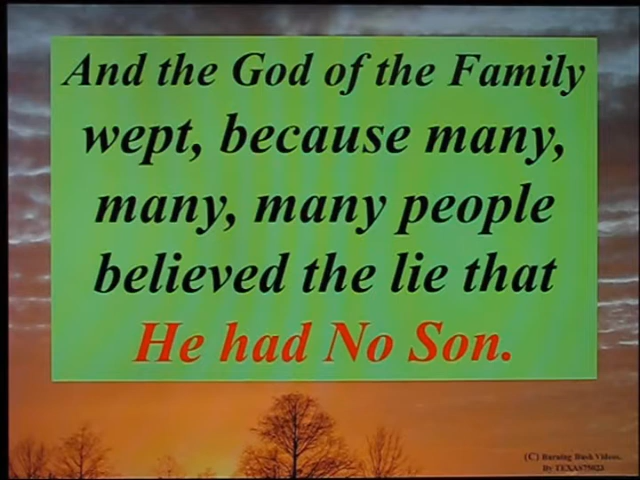 And the God of the Family
wept, because many,
many, many people
believed the lie that
He had No Son.
(C) Burning Bush Videos.
By TEXAS75023